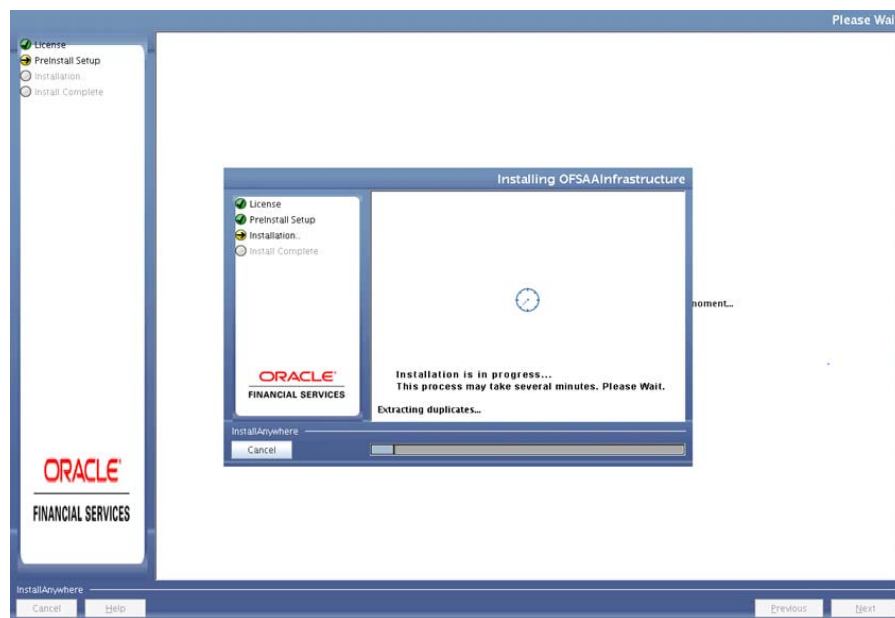 Please Wai
License
PreInstall Setup
Installation..
Install Complete
Installing OFSAAInfrastructure
License
PreInstall Setup
Installation..
Install Complete
moment...
ORACLE
FINANCIAL SERVICES
Installation is in progress...
This process may take several minutes. Please Wait.
Extracting duplicates...
InstallAnywhere
Cancel
ORACLE
FINANCIAL SERVICES
InstallAnywhere
Cancel
Help
Previous
Next